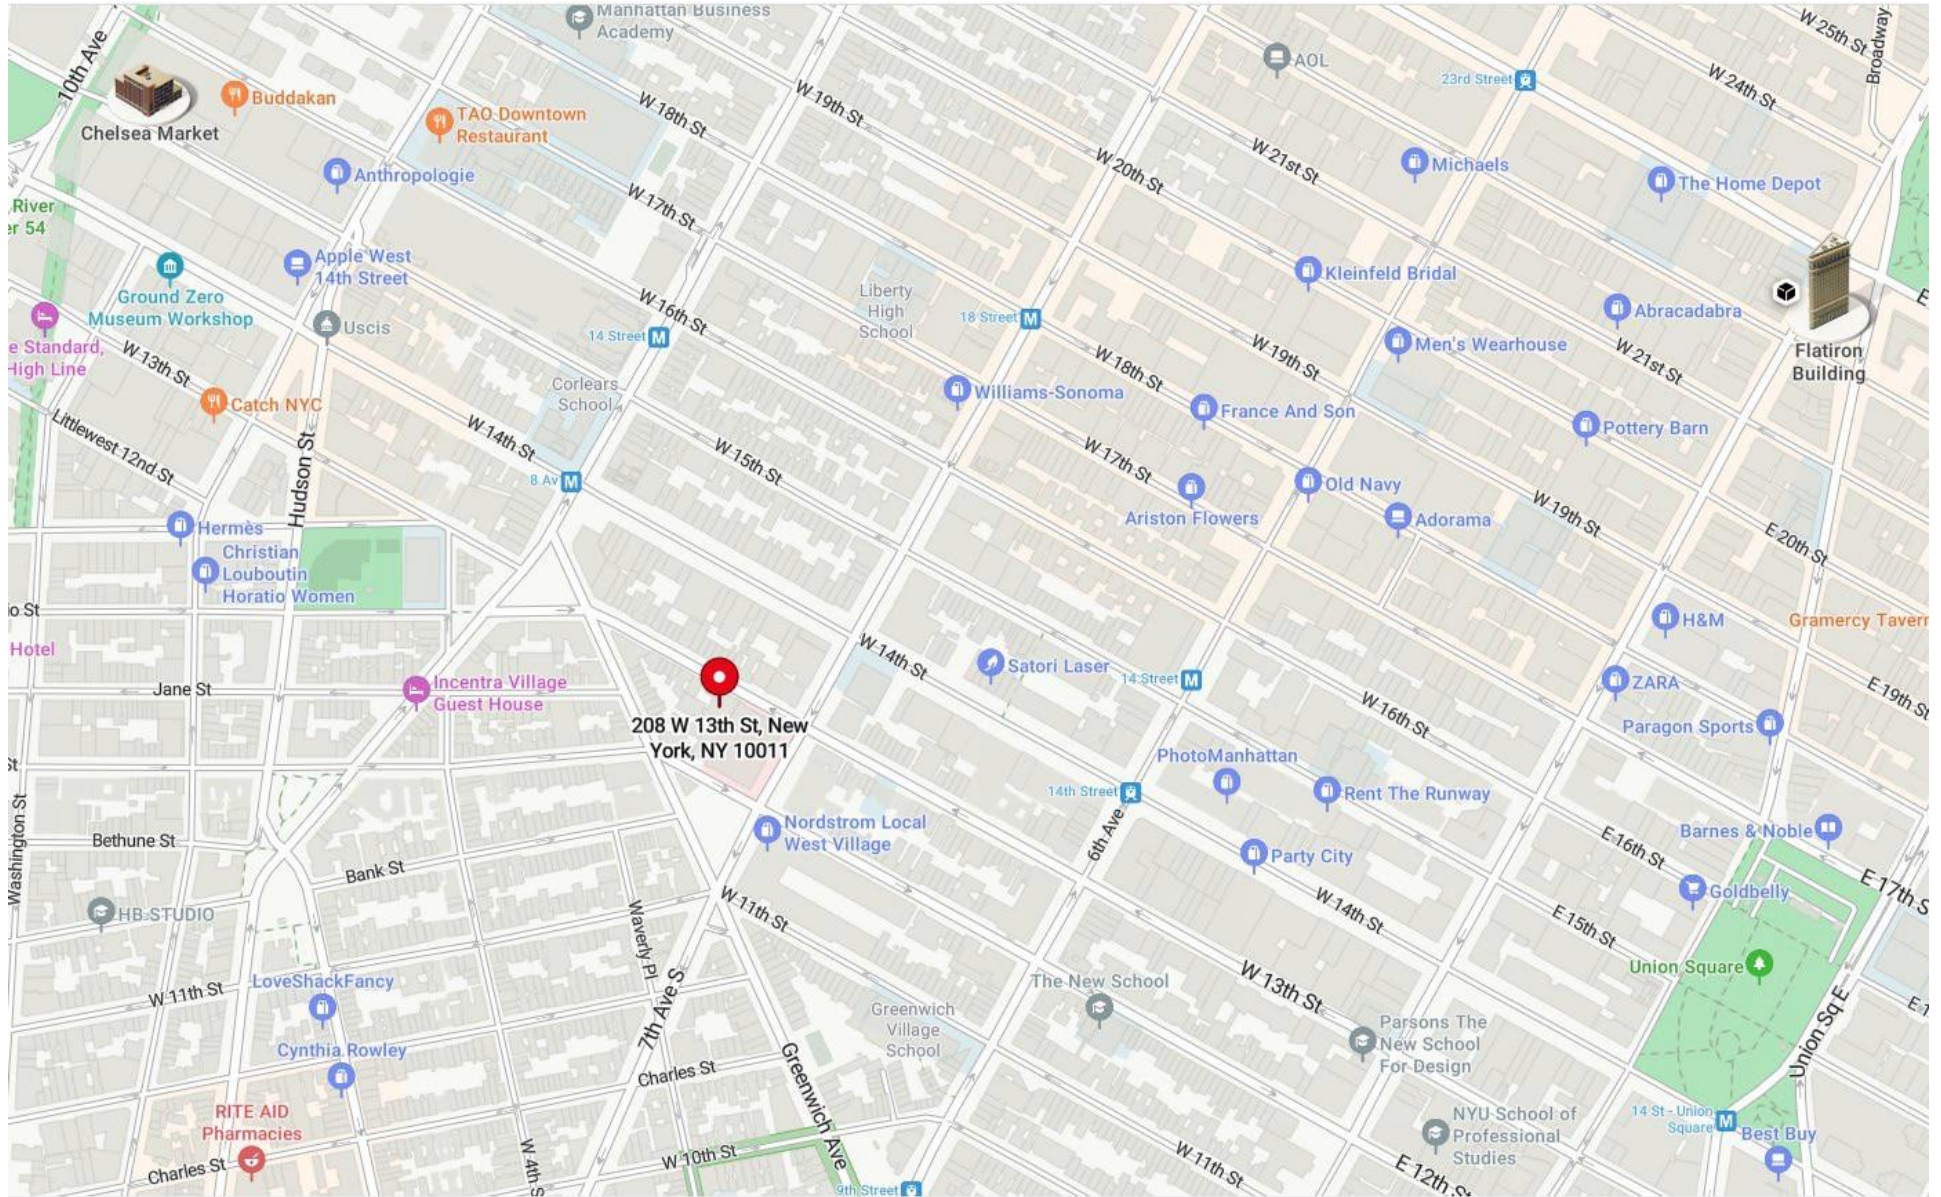 Manhattan Business
Academy
W 25th St
Broadway
10th Ave
AOL
23rd Street
W 24th St
Buddakan
Chelsea Market
TAO Downtown
Restaurant
W 18th St
W 19th St
W 20th St
W 21st St
Michaels
The Home Depot
Anthropologie
W 17th St
River
54
Apple West
14th Street
Ground Zero
Museum Workshop
Uscis
14 Street
W 16th St
Liberty
High
School
18 Street
Kleinfeld Bridal
Abracadabra
Flatiron
Building
e Standard,
High Line
W 13th St
Catch NYC
Corlears
School
Williams-Sonoma
W 18th St
W 19th St
Men's Wearhouse
W 21st St
France And Son
Pottery Barn
Littlewest 12nd St
Hudson St
W 14th St
8 Av
W 15th St
W 17th St
Ariston Flowers
Old Navy
Adorama
W 19th St
E 20th St
Hermès
Christian
Louboutin
Horatio Women
io St
Hotel
Jane St
Incentra Village
Guest House
208 W 13th St, New
York, NY 10011
W 14th St
Satori Laser
14 Street
W 16th St
H&M
Gramercy Tavern
ZARA
Paragon Sports
E 19th St
St
Washington St
Bethune St
Bank St
Nordstrom Local
West Village
14th Street
6th Ave
PhotoManhattan
Rent The Runway
Party City
W 14th St
E 16th St
Barnes & Noble
Goldbelly
E 17th S
E 15th St
HB STUDIO
Waverly Pl
W 11th St
Union Square
LoveShackFancy
W 11th St
7th Ave S
The New School
W 13th St
Greenwich
Village
School
Parsons The
New School
For Design
Union Sq E
Cynthia Rowley
Charles St
Greenwich Ave
RITE AID
Pharmacies
Charles St
W 4th S
W 10th St
9th Street
W 11th St
NYU School of
Professional
Studies
E 12th St
14 St - Union
Square
Best Buy